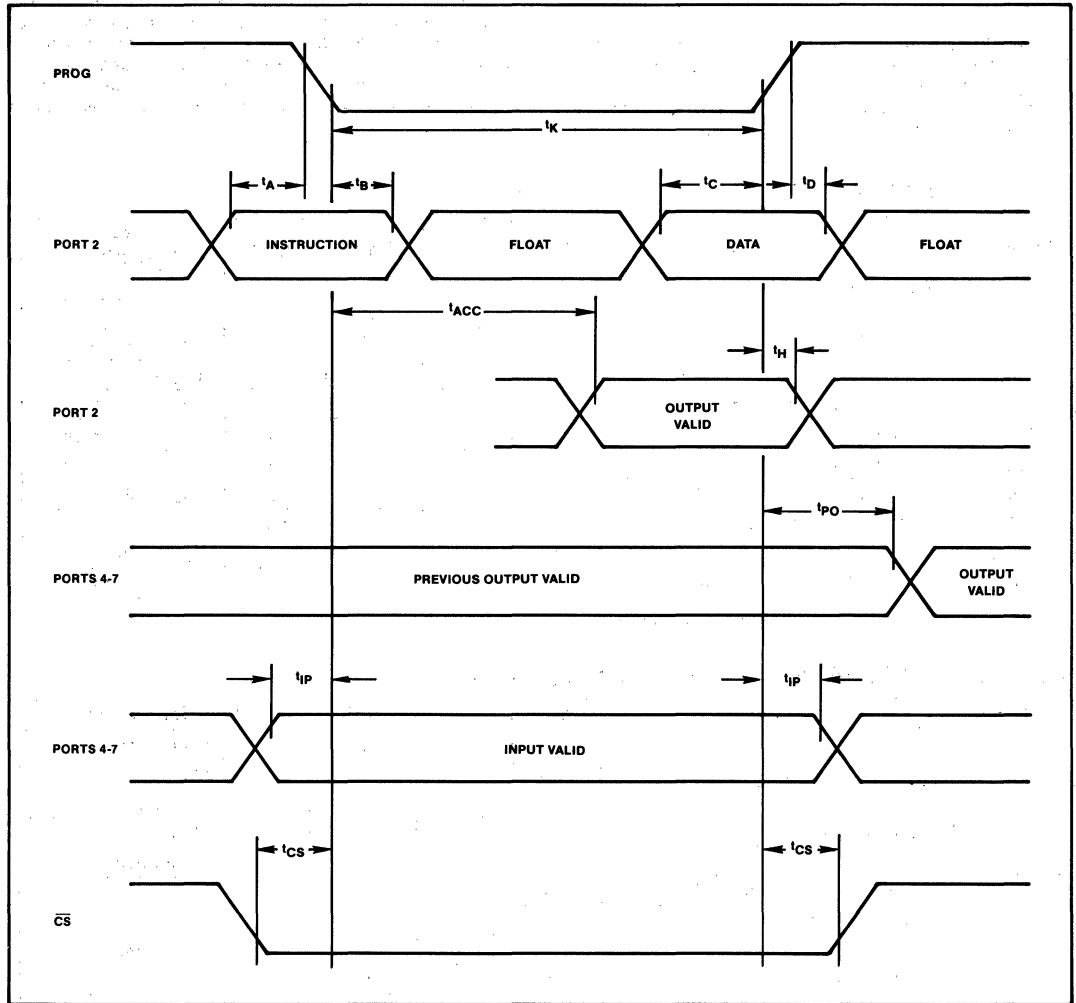 PROG
tK
tA
tB
tC
tD
PORT 2
INSTRUCTION
FLOAT
DATA
FLOAT
tACC
tH
PORT 2
OUTPUT
VALID
tPO
PORTS 4-7
PREVIOUS OUTPUT VALID
OUTPUT
VALID
tIP
tIP
PORTS 4-7
INPUT VALID
tCS
tCS
C̅S̅